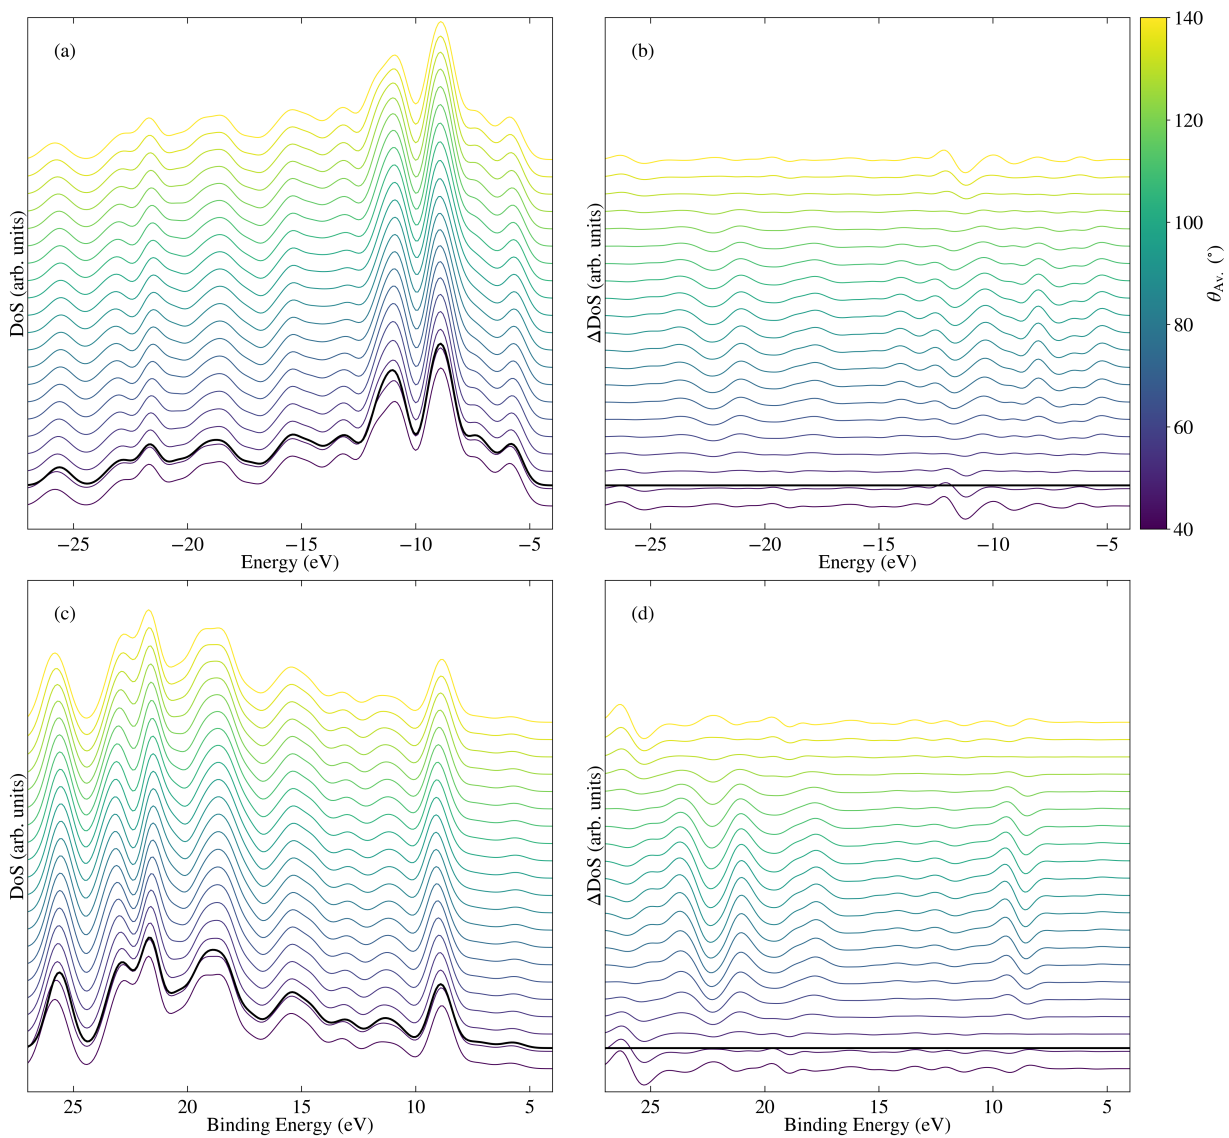 (a)
DoS (arb. units)
−25 −20 −15 −10 −5
Energy (eV)
(b)
ΔDoS (arb. units)
−25 −20 −15 −10 −5
Energy (eV)
140
120
100
80
60
40
θAv. (°)
(c)
DoS (arb. units)
25 20 15 10 5
Binding Energy (eV)
(d)
ΔDoS (arb. units)
25 20 15 10 5
Binding Energy (eV)